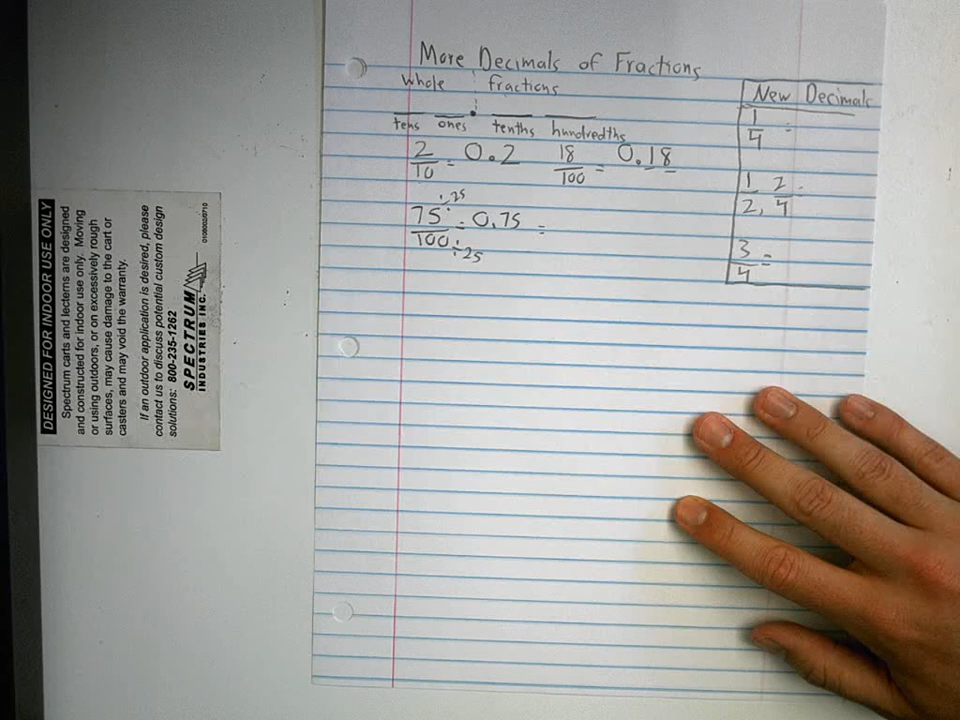 More Decimals of Fractions
whole fractions
.
tens ones tenths hundredths
2/10 = 0.2 18/100 = 0.18
75/100 ÷25/÷25 = 0.75 =
New Decimals
1/4 =
1/2, 2/4 =
3/4 =
DESIGNED FOR INDOOR USE ONLY
Spectrum carts and lecterns are designed
and constructed for indoor use only. Moving
or using outdoors, or on excessively rough
surfaces, may cause damage to the cart or
casters and may void the warranty.
If an outdoor application is desired, please
contact us to discuss potential custom design
solutions: 800-235-1262
SPECTRUM
INDUSTRIES INC.